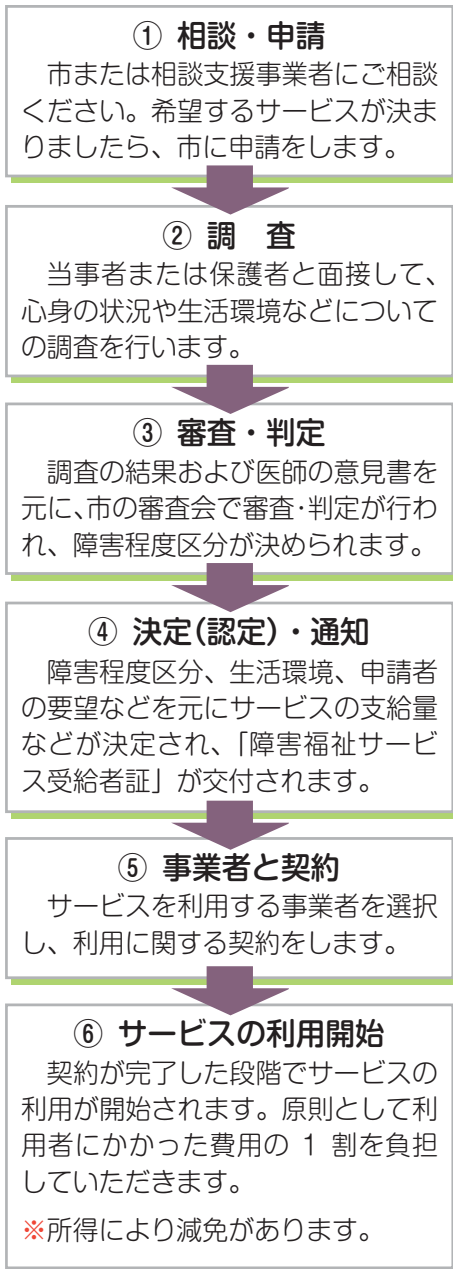 ① 相談・申請
　市または相談支援事業者にご相談
ください。希望するサービスが決ま
りましたら、市に申請をします。
② 調　査
　当事者または保護者と面接して、
心身の状況や生活環境などについて
の調査を行います。
③ 審査・判定
　調査の結果および医師の意見書を
元に、市の審査会で審査・判定が行わ
れ、障害程度区分が決められます。
④ 決定(認定)・通知
　障害程度区分、生活環境、申請者
の要望などを元にサービスの支給量
などが決定され、「障害福祉サービ
ス受給者証」が交付されます。
⑤ 事業者と契約
　サービスを利用する事業者を選択
し、利用に関する契約をします。
⑥ サービスの利用開始
　契約が完了した段階でサービスの
利用が開始されます。原則として利
用者にかかった費用の 1 割を負担
していただきます。
※所得により減免があります。